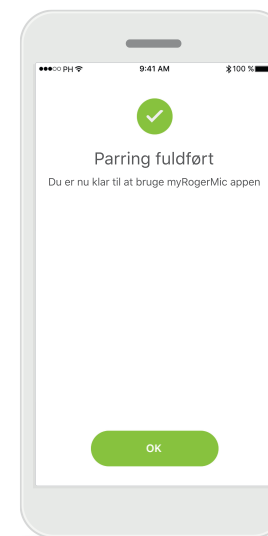 PH 9:41 AM 100 %
Parring fuldført
Du er nu klar til at bruge myRogerMic appen
OK